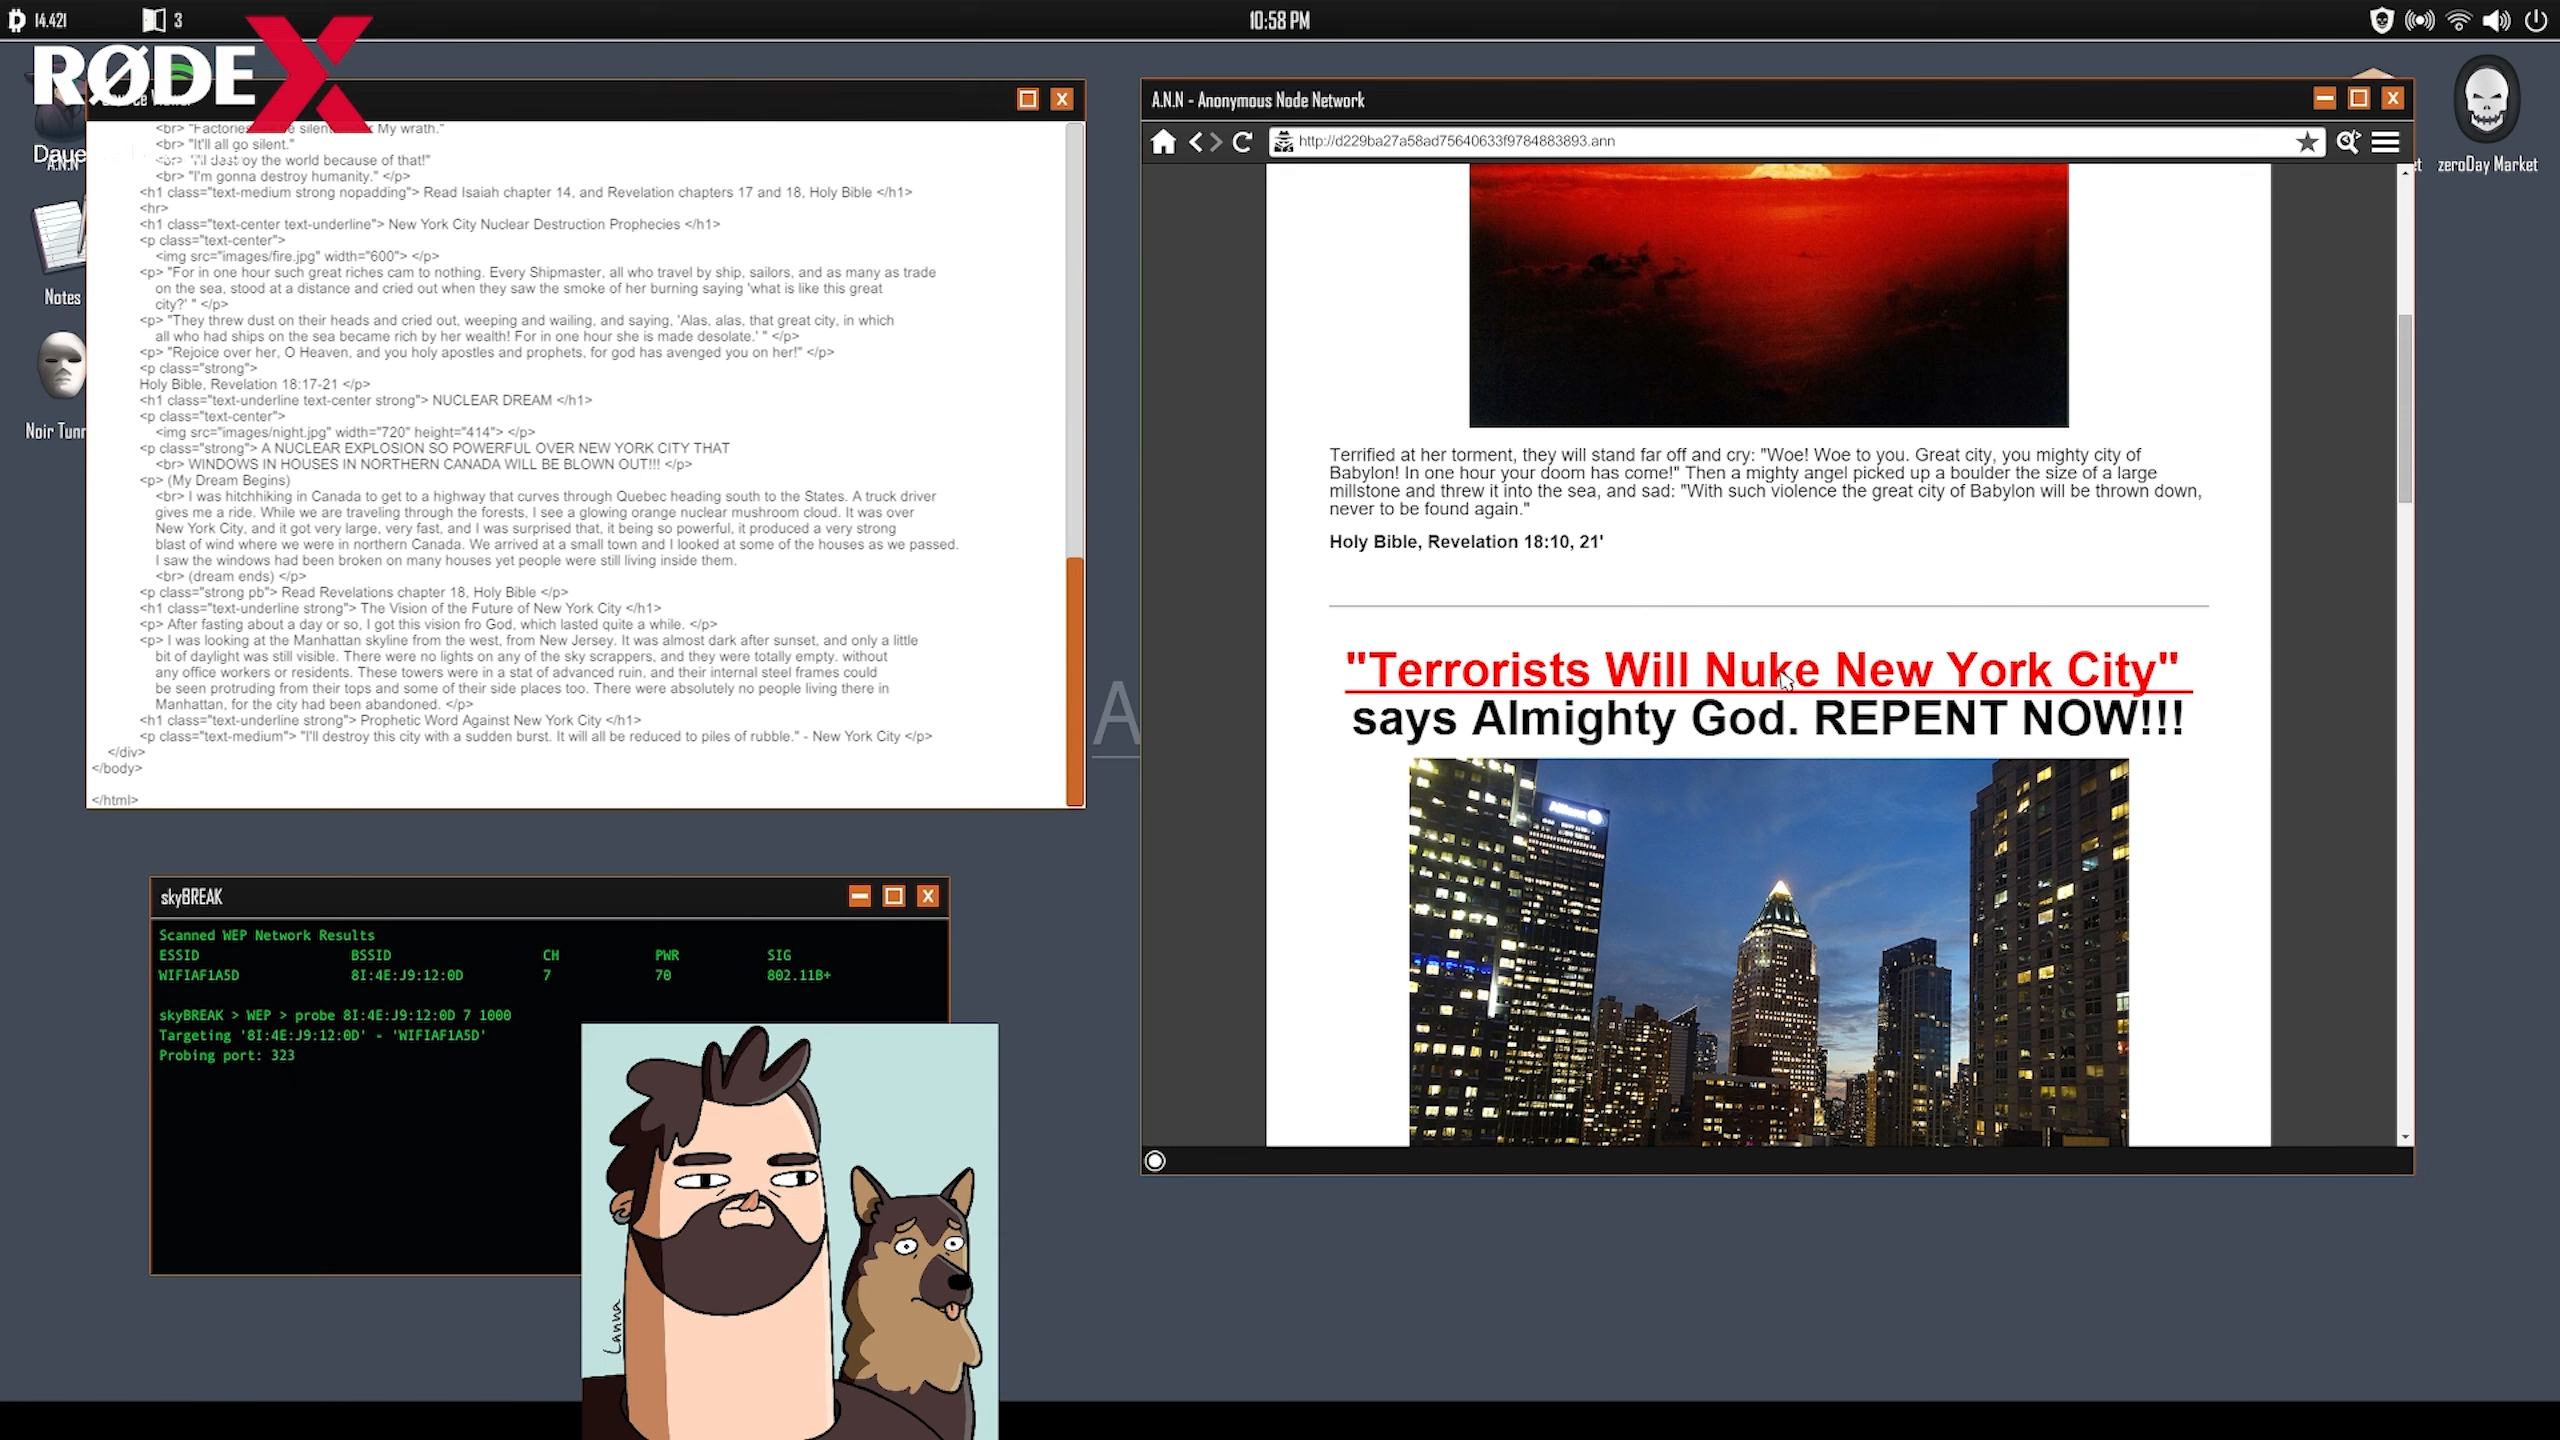 14.421
3
10:58 PM
RØDE X
Daue
A.N.N
Notes
Noir Tunn
zeroDay Market
<br> "Factories
silen
My wrath."
<br> "It'll all go silent."
<br> "I'll destroy the world because of that!"
<br> "I'm gonna destroy humanity." </p>
<h1 class="text-medium strong nopadding"> Read Isaiah chapter 14, and Revelation chapters 17 and 18, Holy Bible </h1>
<hr>
<h1 class="text-center text-underline"> New York City Nuclear Destruction Prophecies </h1>
<p class="text-center">
<img src="images/fire.jpg" width="600"> </p>
<p> "For in one hour such great riches cam to nothing. Every Shipmaster, all who travel by ship, sailors, and as many as trade
on the sea, stood at a distance and cried out when they saw the smoke of her burning saying 'what is like this great
city?' " </p>
<p> "They threw dust on their heads and cried out, weeping and wailing, and saying, 'Alas, alas, that great city, in which
all who had ships on the sea became rich by her wealth! For in one hour she is made desolate.' " </p>
<p> "Rejoice over her, O Heaven, and you holy apostles and prophets, for god has avenged you on her!" </p>
<p class="strong">
Holy Bible, Revelation 18:17-21 </p>
<h1 class="text-underline text-center strong"> NUCLEAR DREAM </h1>
<p class="text-center">
<img src="images/night.jpg" width="720" height="414"> </p>
<p class="strong"> A NUCLEAR EXPLOSION SO POWERFUL OVER NEW YORK CITY THAT
<br> WINDOWS IN HOUSES IN NORTHERN CANADA WILL BE BLOWN OUT!!! </p>
<p> (My Dream Begins)
<br> I was hitchhiking in Canada to get to a highway that curves through Quebec heading south to the States. A truck driver
gives me a ride. While we are traveling through the forests, I see a glowing orange nuclear mushroom cloud. It was over
New York City, and it got very large, very fast, and I was surprised that, it being so powerful, it produced a very strong
blast of wind where we were in northern Canada. We arrived at a small town and I looked at some of the houses as we passed.
I saw the windows had been broken on many houses yet people were still living inside them.
<br> (dream ends) </p>
<p class="strong pb"> Read Revelations chapter 18, Holy Bible </p>
<h1 class="text-underline strong"> The Vision of the Future of New York City </h1>
<p> After fasting about a day or so, I got this vision fro God, which lasted quite a while. </p>
<p> I was looking at the Manhattan skyline from the west, from New Jersey. It was almost dark after sunset, and only a little
bit of daylight was still visible. There were no lights on any of the sky scrappers, and they were totally empty. without
any office workers or residents. These towers were in a stat of advanced ruin, and their internal steel frames could
be seen protruding from their tops and some of their side places too. There were absolutely no people living there in
Manhattan, for the city had been abandoned. </p>
<h1 class="text-underline strong"> Prophetic Word Against New York City </h1>
<p class="text-medium"> "I'll destroy this city with a sudden burst. It will all be reduced to piles of rubble." - New York City </p>
</div>
</body>
</html>
A
skyBREAK
Scanned WEP Network Results
ESSID BSSID CH PWR SIG
WIFIAF1A5D 8I:4E:J9:12:0D 7 70 802.11B+
skyBREAK > WEP > probe 8I:4E:J9:12:0D 7 1000
Targeting '8I:4E:J9:12:0D' - 'WIFIAF1A5D'
Probing port: 323
Lanna
A.N.N - Anonymous Node Network
http://d229ba27a58ad75640633f9784883893.ann
Terrified at her torment, they will stand far off and cry: "Woe! Woe to you. Great city, you mighty city of
Babylon! In one hour your doom has come!" Then a mighty angel picked up a boulder the size of a large
millstone and threw it into the sea, and sad: "With such violence the great city of Babylon will be thrown down,
never to be found again."
Holy Bible, Revelation 18:10, 21'
"Terrorists Will Nuke New York City"
says Almighty God. REPENT NOW!!!
Allianz